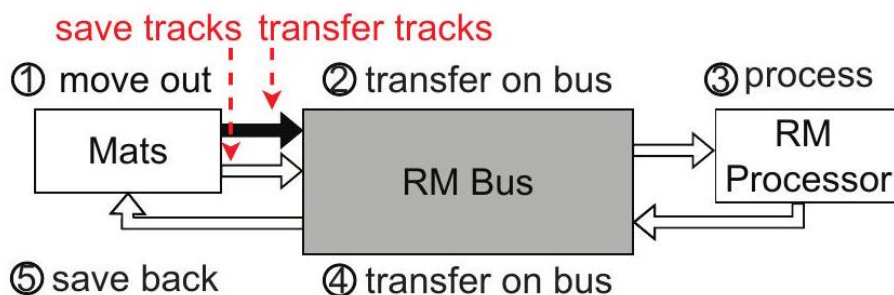 save tracks transfer tracks
① move out ② transfer on bus ③ process
Mats
RM Bus
RM
Processor
⑤ save back ④ transfer on bus